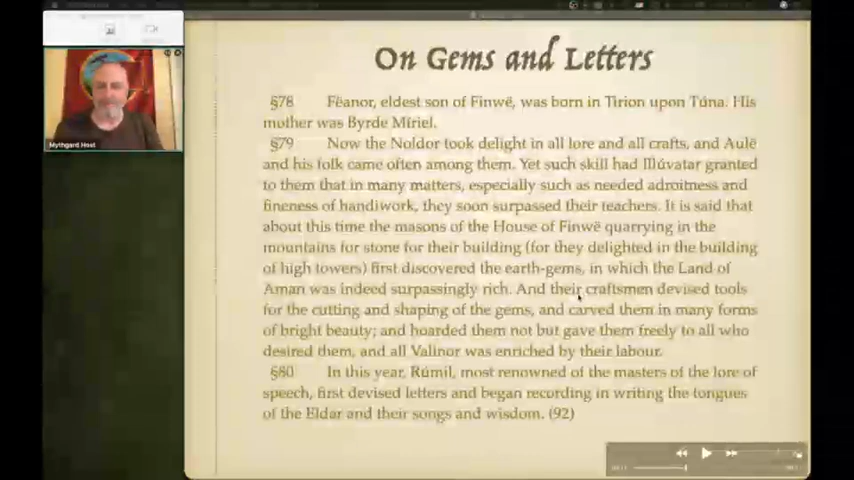 On Gems and Letters
§78 Fëanor, eldest son of Finwë, was born in Tirion upon Túna. His
mother was Byrde Míriel.
§79 Now the Noldor took delight in all lore and all crafts, and Aulë
and his folk came often among them. Yet such skill had Ilúvatar granted
to them that in many matters, especially such as needed adroitness and
fineness of handiwork, they soon surpassed their teachers. It is said that
about this time the masons of the House of Finwë quarrying in the
mountains for stone for their building (for they delighted in the building
of high towers) first discovered the earth-gems, in which the Land of
Aman was indeed surpassingly rich. And their craftsmen devised tools
for the cutting and shaping of the gems, and carved them in many forms
of bright beauty; and hoarded them not but gave them freely to all who
desired them, and all Valinor was enriched by their labour.
§80 In this year, Rúmil, most renowned of the masters of the lore of
speech, first devised letters and began recording in writing the tongues
of the Eldar and their songs and wisdom. (92)
Mythgard Host